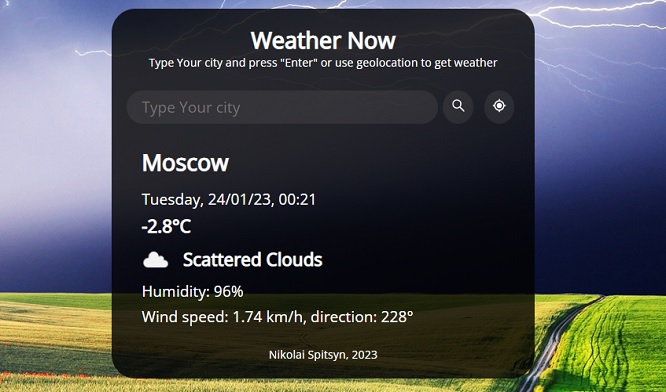 Weather Now
Type Your city and press "Enter" or use geolocation to get weather
Type Your city
Moscow
Tuesday, 24/01/23, 00:21
-2.8°C
Scattered Clouds
Humidity: 96%
Wind speed: 1.74 km/h, direction: 228°
Nikolai Spitsyn, 2023